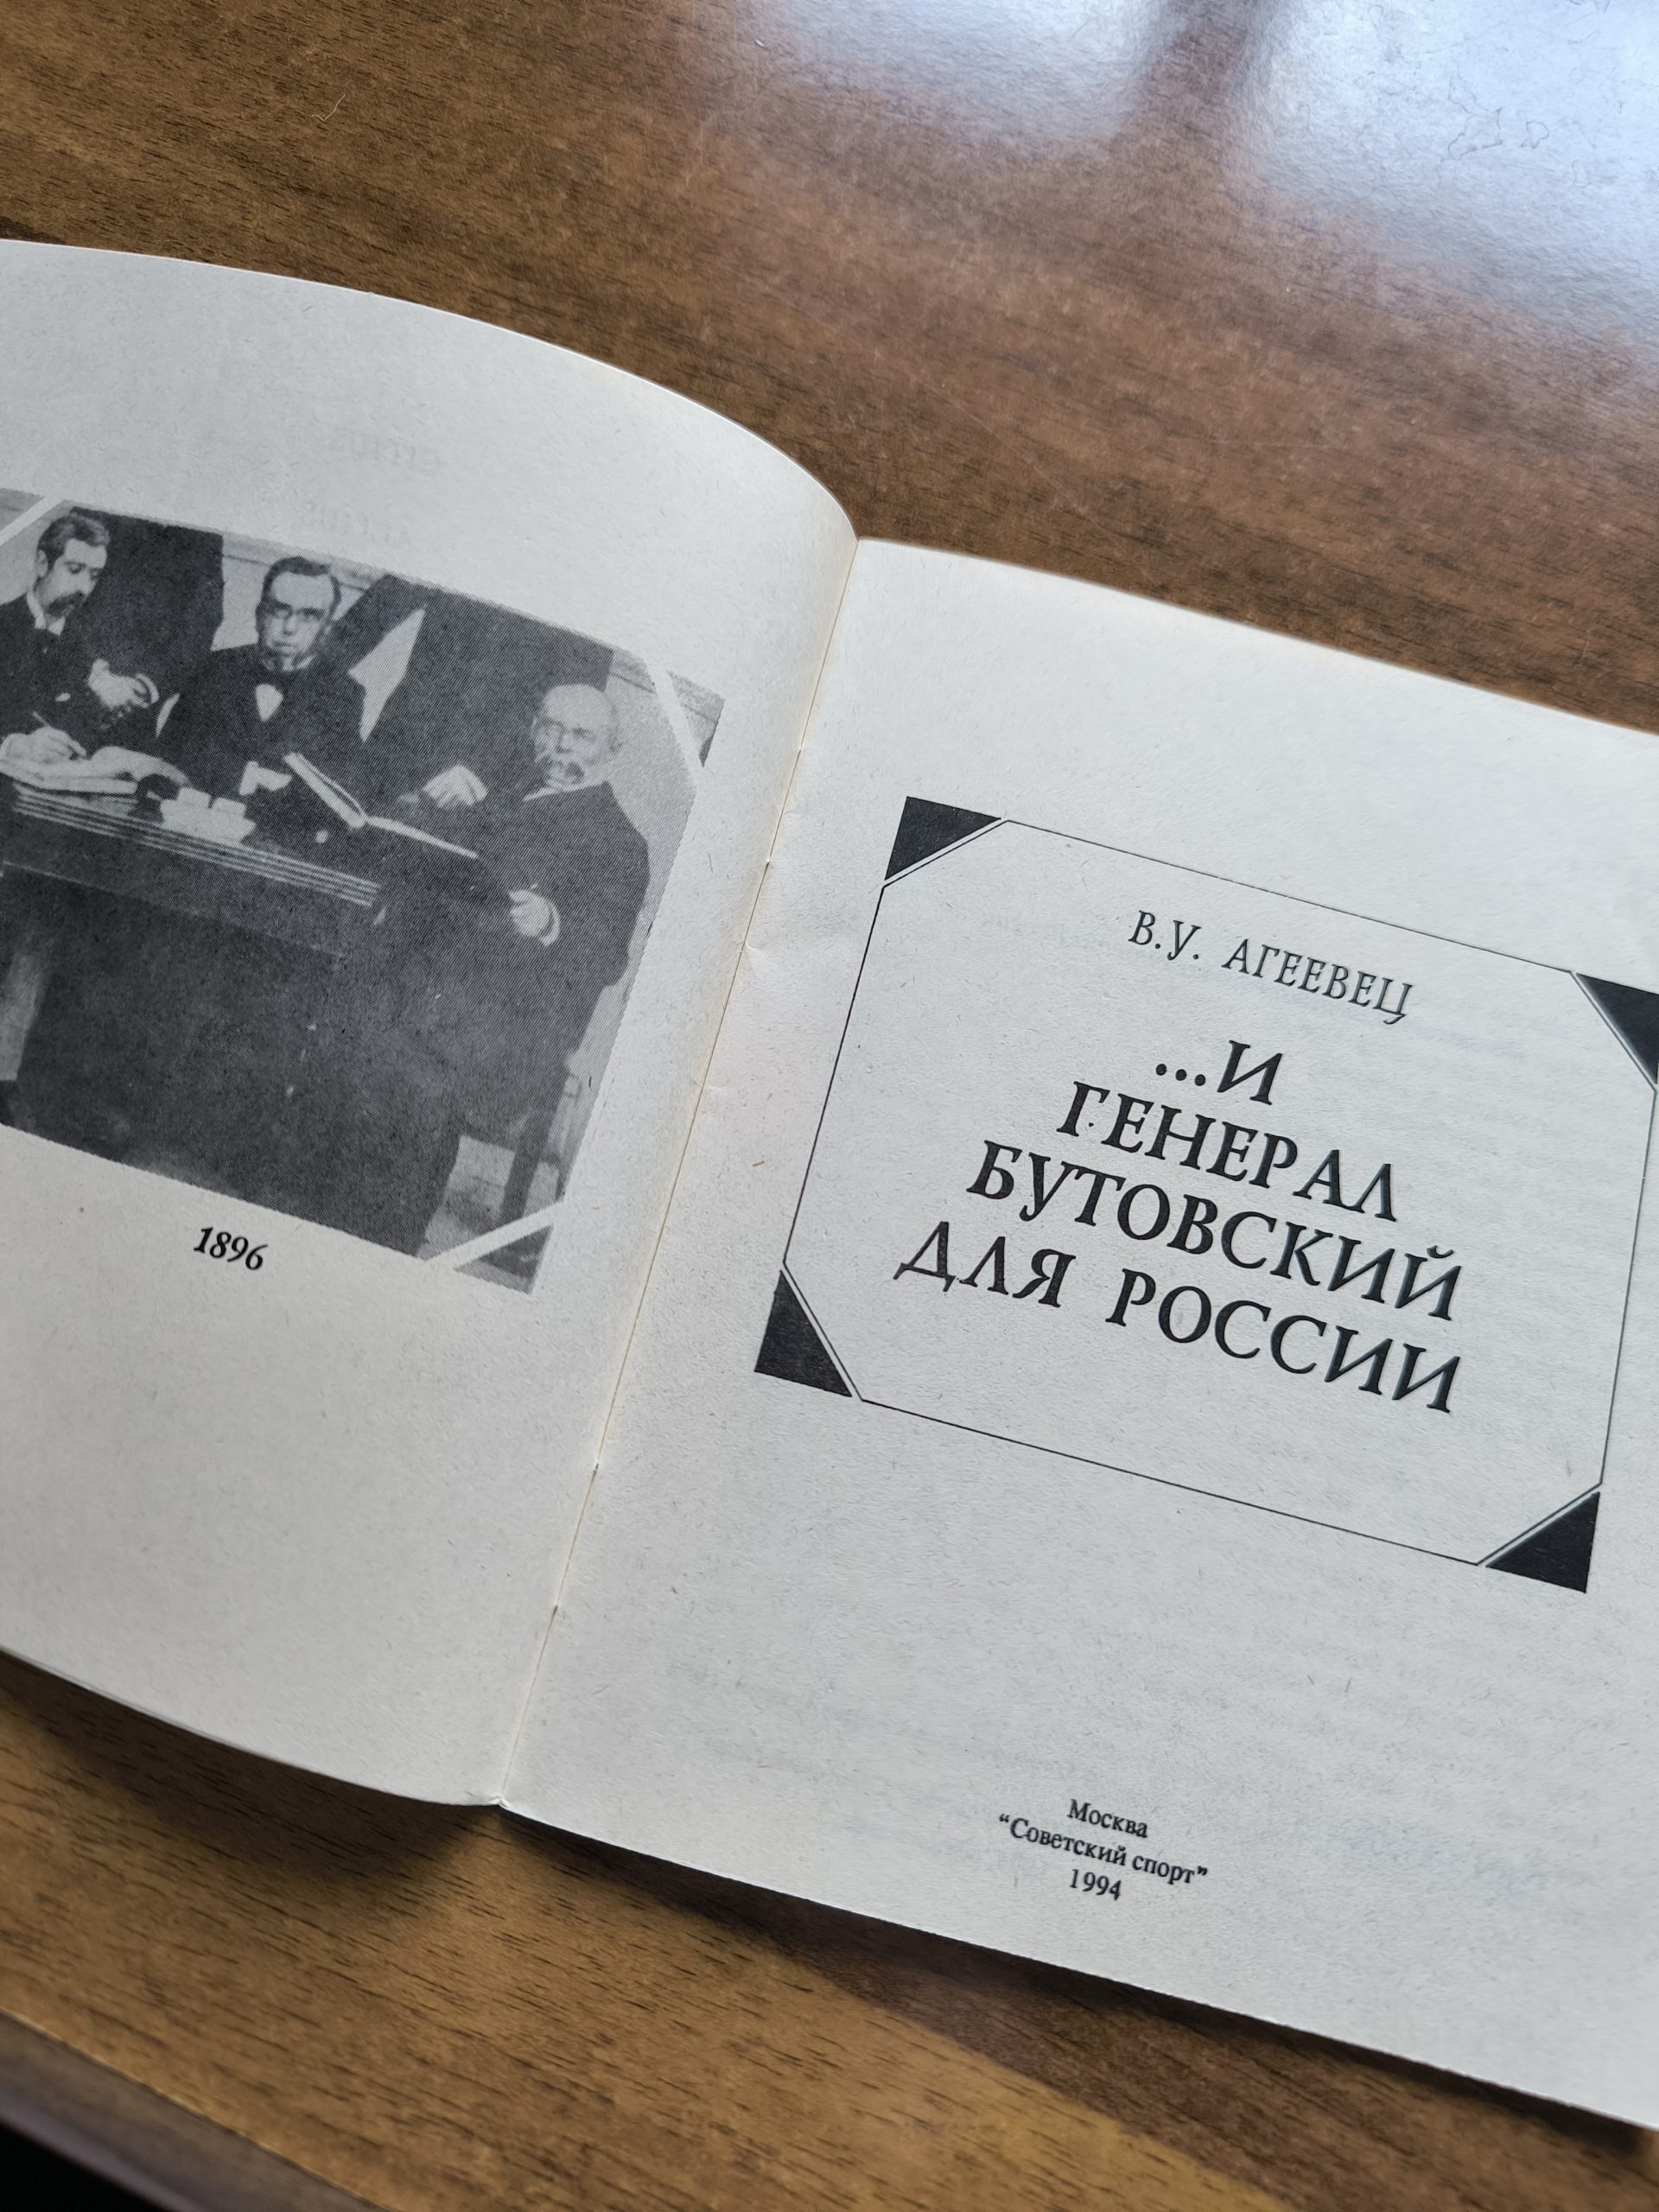 1896
В.У. АГЕЕВЕЦ
...И
ГЕНЕРАЛ
БУТОВСКИЙ
ДЛЯ РОССИИ
Москва
“Советский спорт”
1994